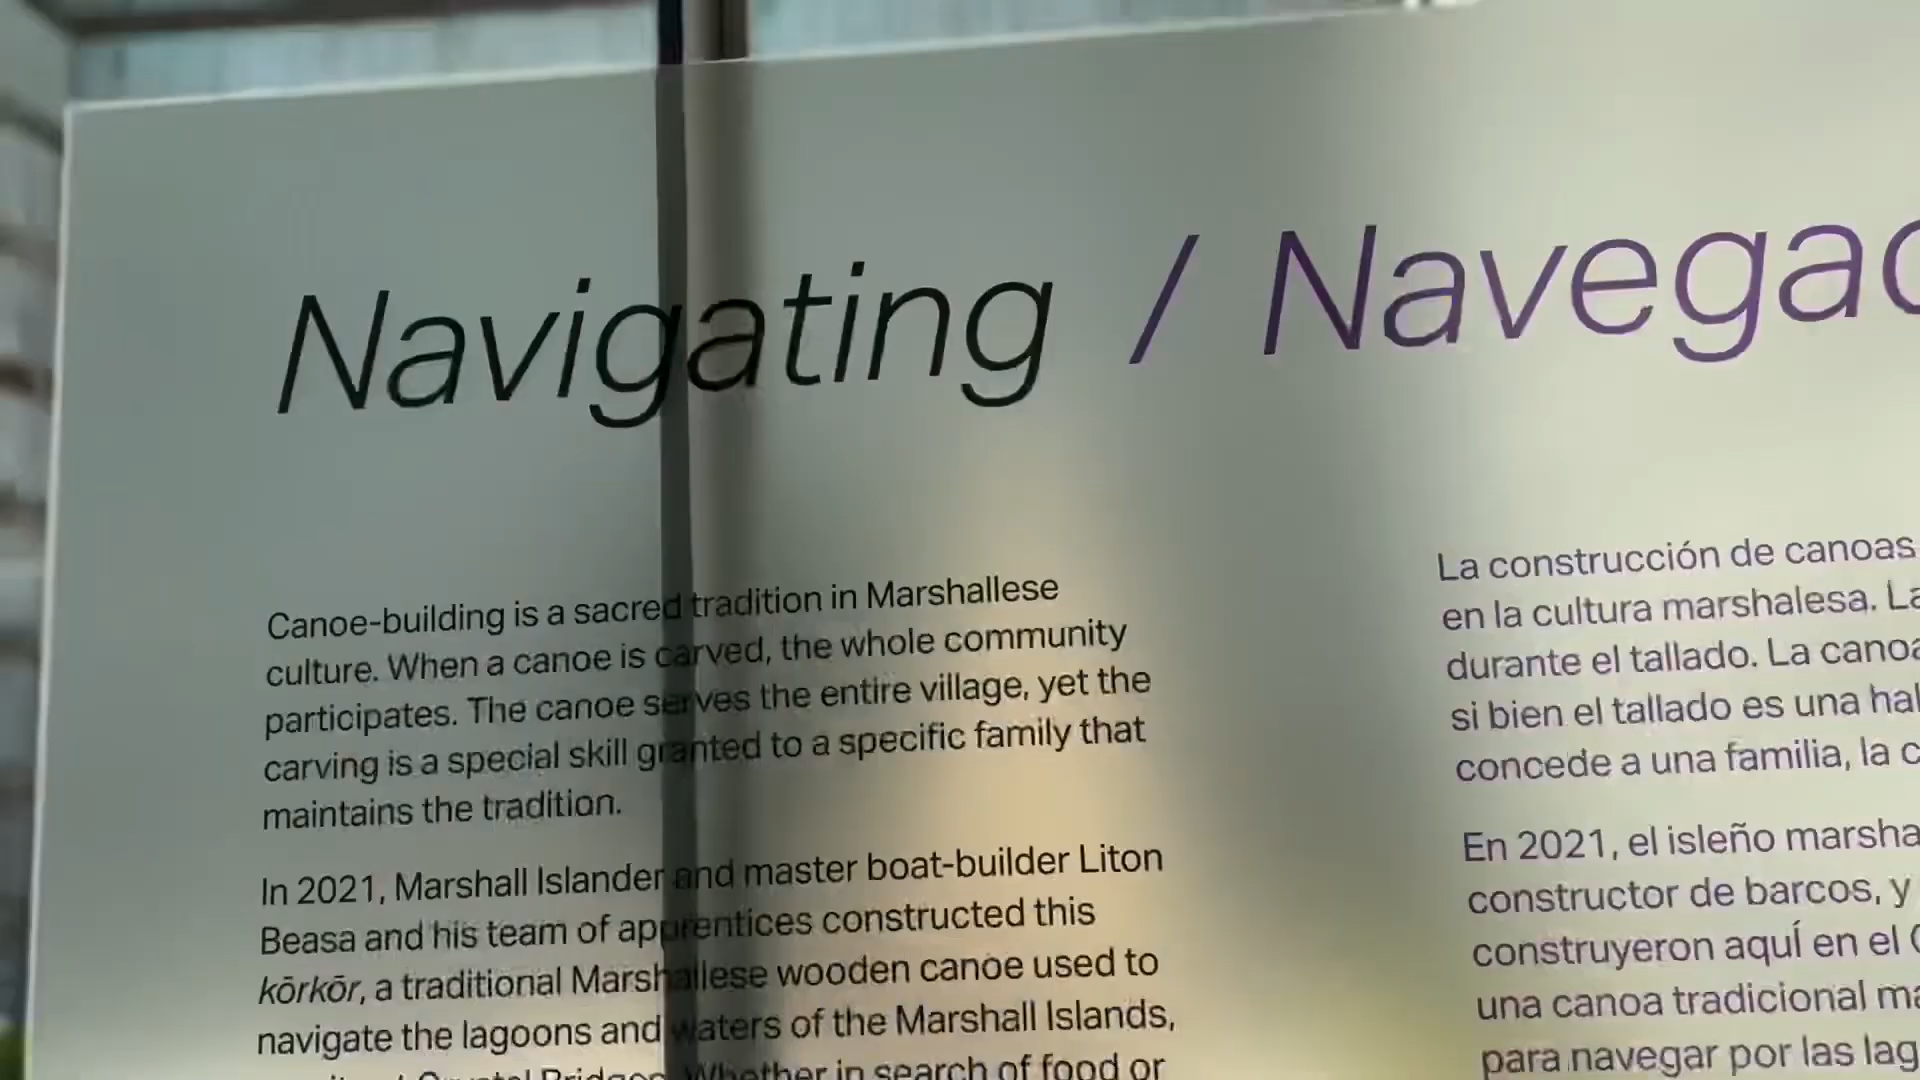 Navigating / Navegac
Canoe-building is a sacred tradition in Marshallese
culture. When a canoe is carved, the whole community
participates. The canoe serves the entire village, yet the
carving is a special skill granted to a specific family that
maintains the tradition.
In 2021, Marshall Islander and master boat-builder Liton
Beasa and his team of apprentices constructed this
kōrkōr, a traditional Marshallese wooden canoe used to
navigate the lagoons and waters of the Marshall Islands,
Crystal Bridges. Whether in search of food or
La construcción de canoas
en la cultura marshalesa. La
durante el tallado. La canoa
si bien el tallado es una hal
concede a una familia, la c
En 2021, el isleño marsha
constructor de barcos, y
construyeron aquí en el C
una canoa tradicional ma
para navegar por las lag